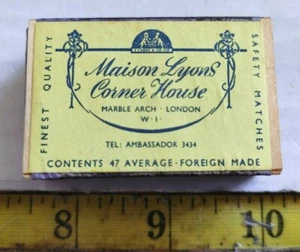 FINEST QUALITY
Maison Lyons
Corner House
MARBLE ARCH · LONDON
W·1·
TEL: AMBASSADOR 3434
SAFETY MATCHES
CONTENTS 47 AVERAGE · FOREIGN MADE
8 9 10